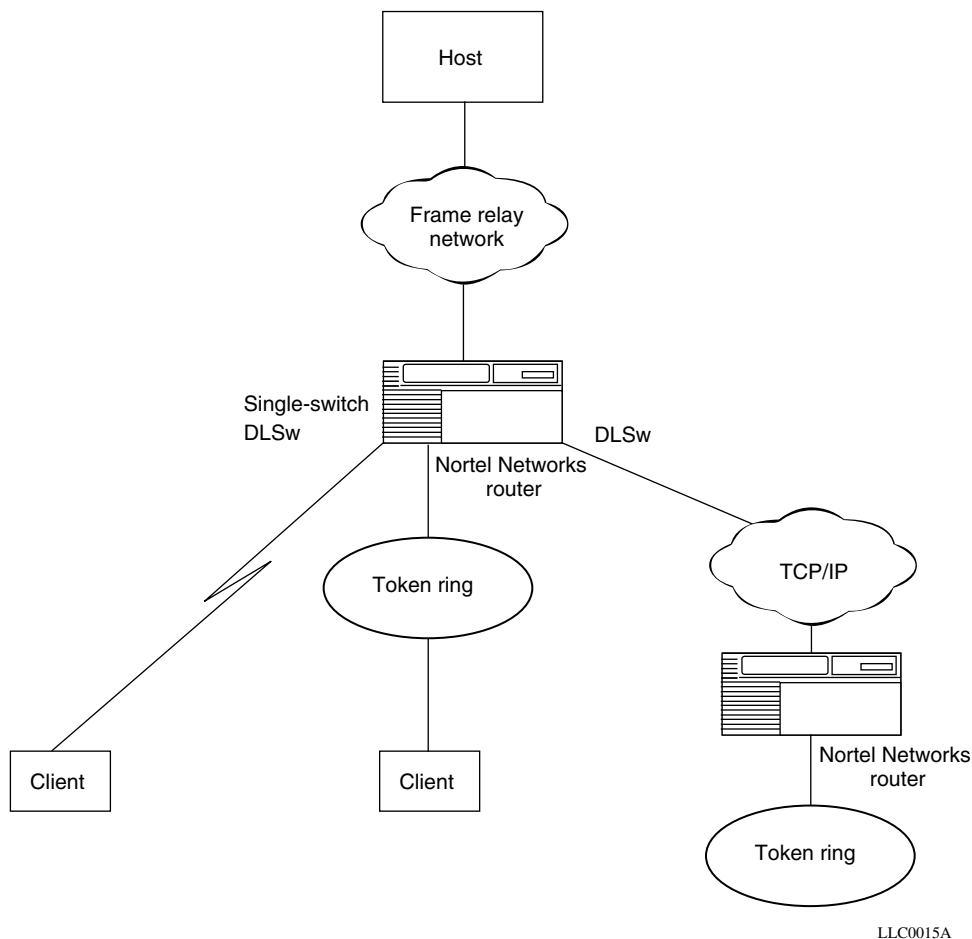 Host
Frame relay
network
Single-switch
DLSw
DLSw
Nortel Networks
router
Token ring
TCP/IP
Nortel Networks
router
Client
Client
Token ring
LLC0015A